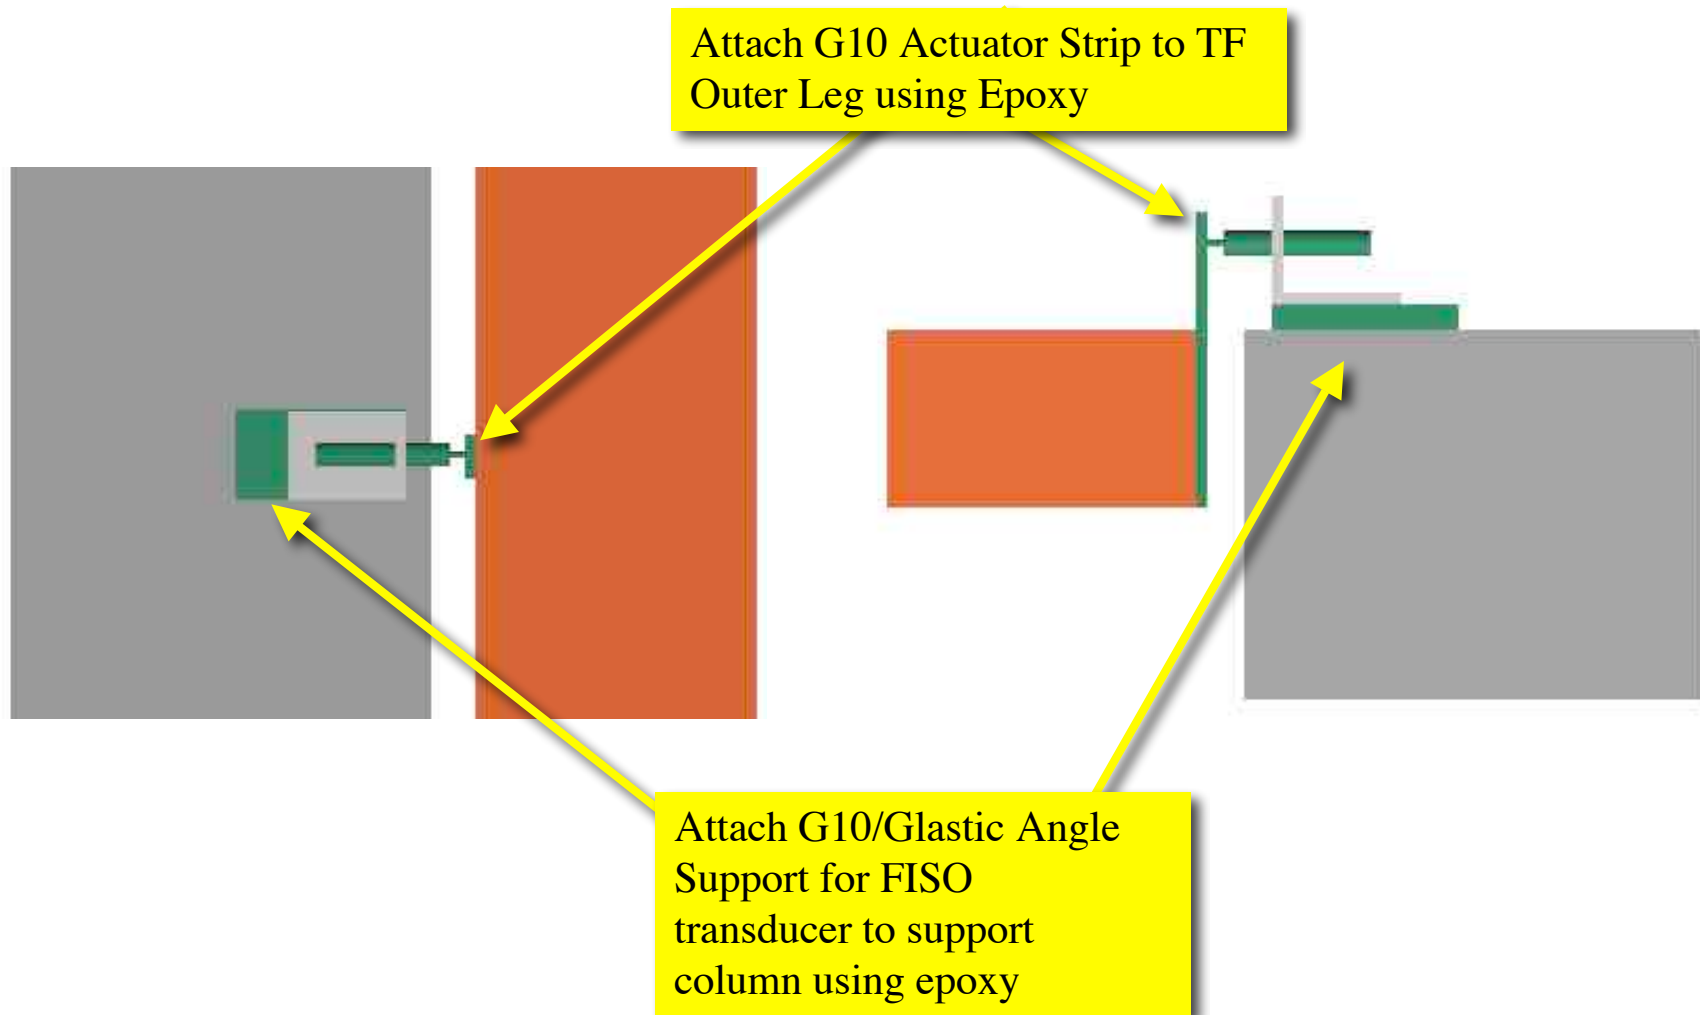 Attach G10 Actuator Strip to TF
Outer Leg using Epoxy
Attach G10/Glastic Angle
Support for FISO
transducer to support
column using epoxy